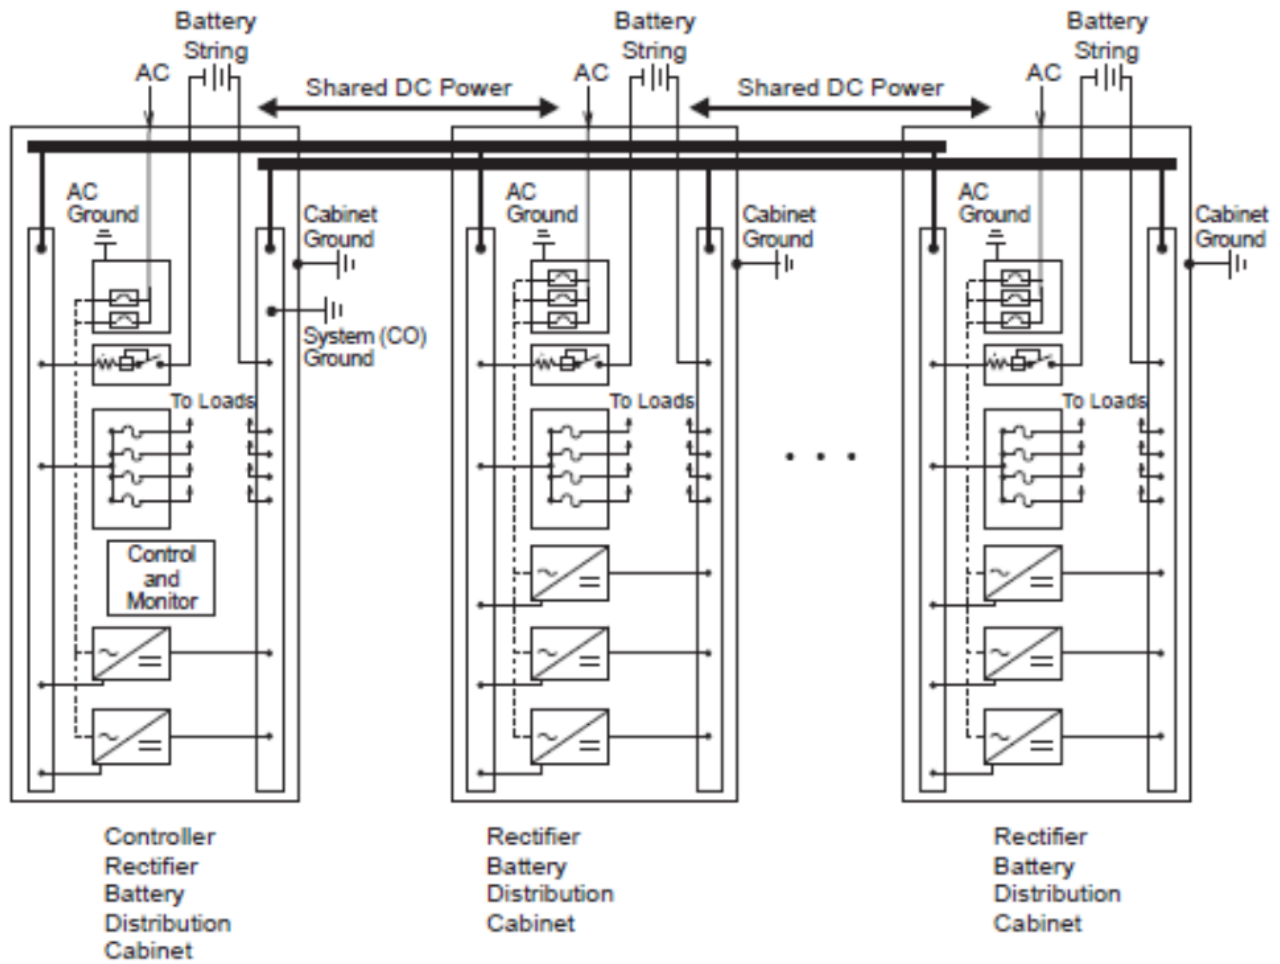 Battery
String
AC
Shared DC Power
Battery
String
AC
Shared DC Power
Battery
String
AC
AC
Ground
Cabinet
Ground
System (CO)
Ground
To Loads
Control
and
Monitor
AC
Ground
Cabinet
Ground
To Loads
AC
Ground
Cabinet
Ground
To Loads
Controller
Rectifier
Battery
Distribution
Cabinet
Rectifier
Battery
Distribution
Cabinet
Rectifier
Battery
Distribution
Cabinet